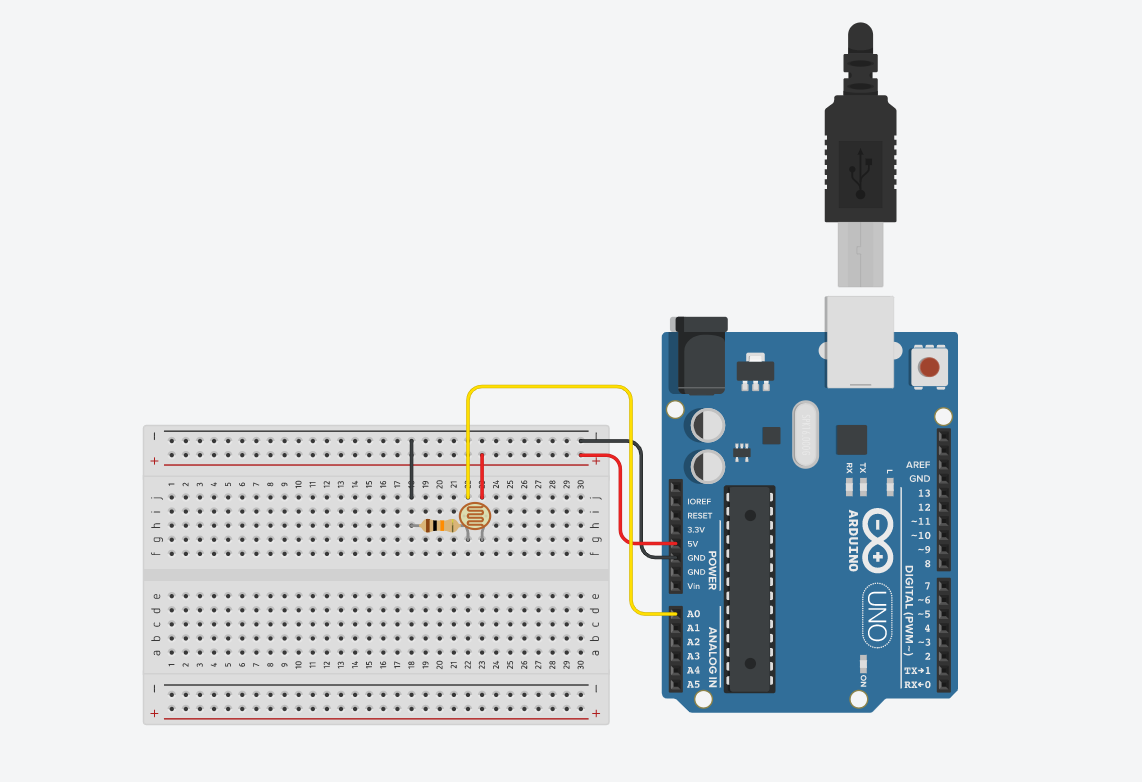 − −
+ +
1 2 3 4 5 6 7 8 9 10 11 12 13 14 15 16 17 18 19 20 21 22 23 24 25 26 27 28 29 30
j j
i i
h h
g g
f f
e e
d d
c c
b b
a a
1 2 3 4 5 6 7 8 9 10 11 12 13 14 15 16 17 18 19 20 21 22 23 24 25 26 27 28 29 30
− −
+ +
IOREF
RESET
3.3V
5V
GND
GND
Vin
POWER
A0
A1
A2
A3
A4
A5
ANALOG IN
RX
TX
L
ARDUINO
UNO
ON
AREF
GND
13
12
~11
~10
~9
8
7
~6
~5
4
~3
2
TX→1
RX←0
DIGITAL (PWM~)